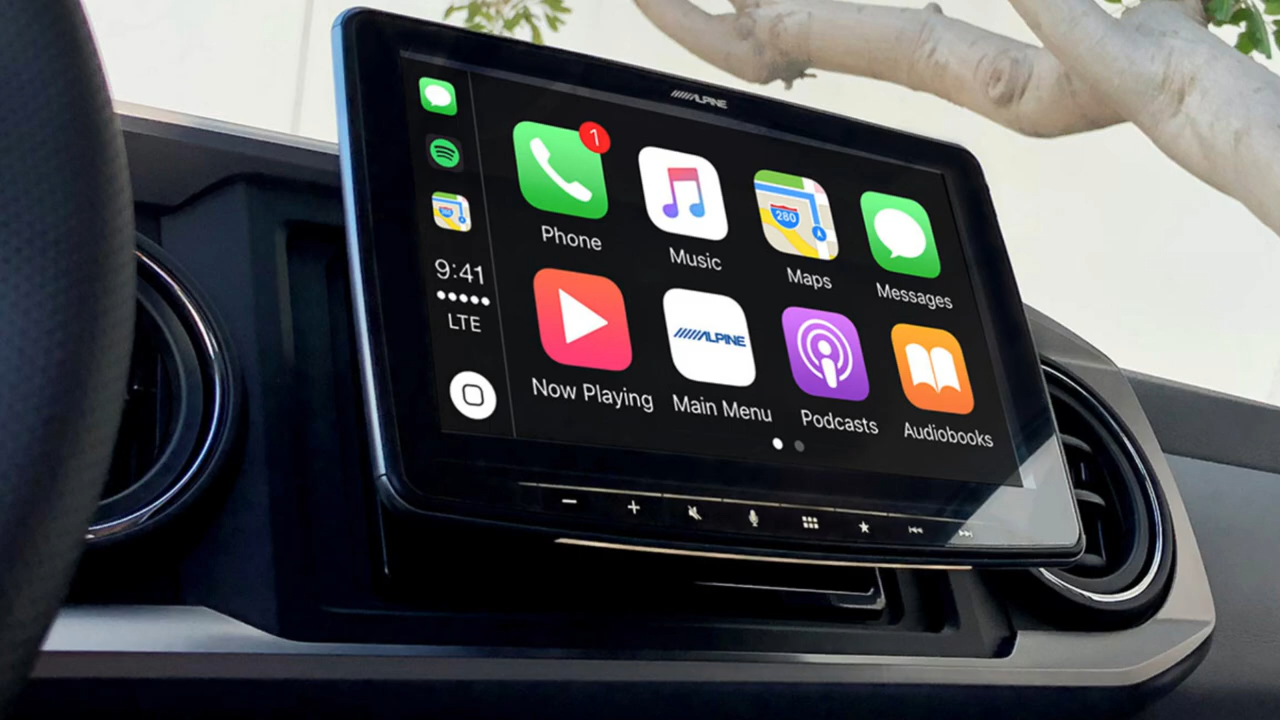 ALPINE
1
Phone
Music
280
Maps
Messages
9:41
LTE
Now Playing
ALPINE
Main Menu
Podcasts
Audiobooks